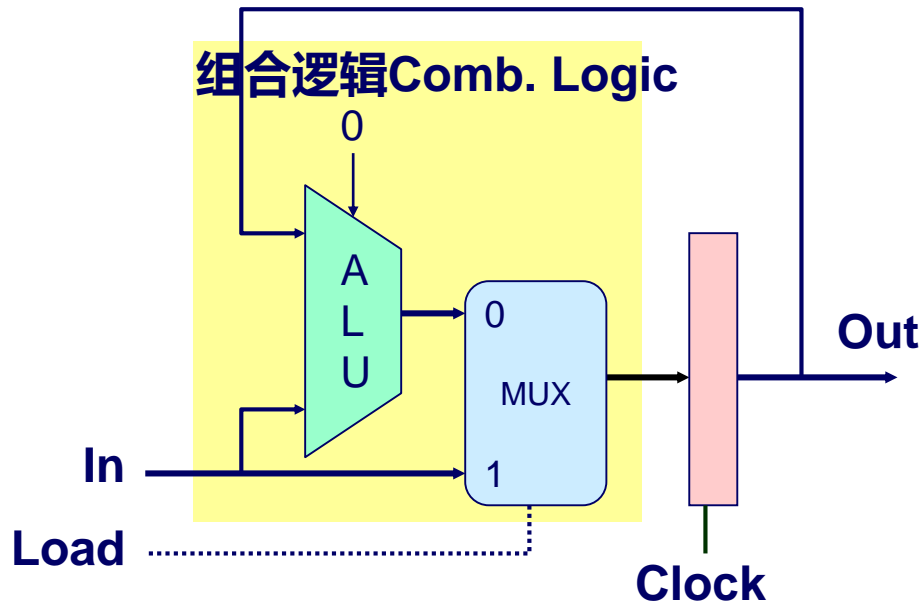 组合逻辑Comb. Logic
0
A
L
U
0
MUX
1
Out
In
Load
Clock